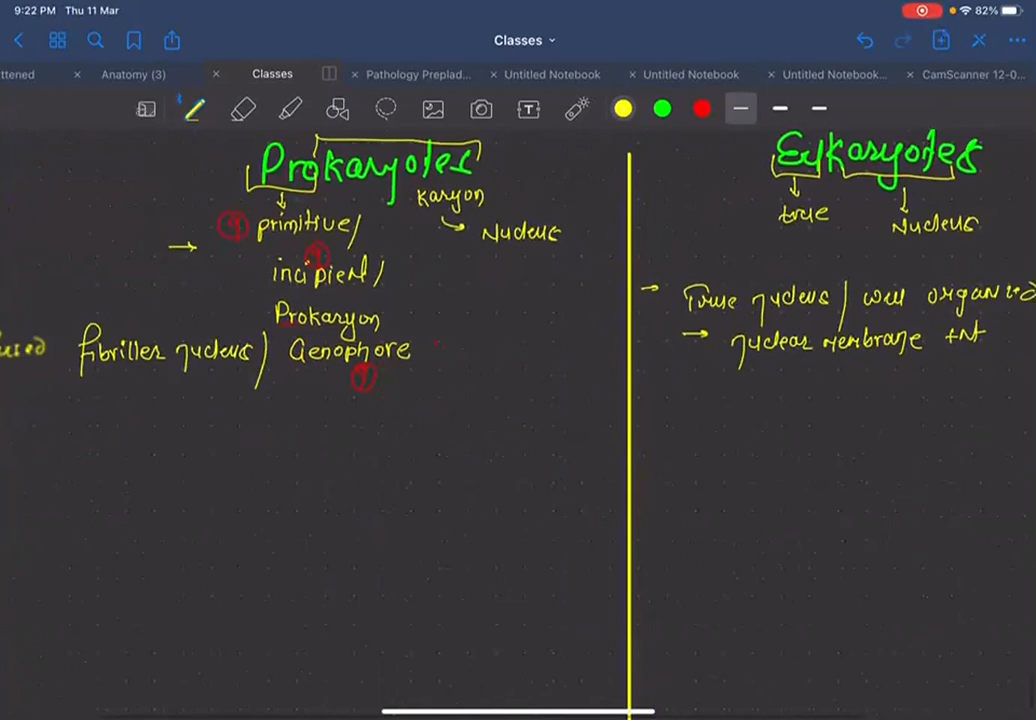 9:22 PM Thu 11 Mar
82%
Classes
ttened
Anatomy (3)
Classes
Pathology Preplad...
Untitled Notebook
Untitled Notebook
Untitled Notebook...
CamScanner 12-0...
Prokaryotes
karyon
Nucleus
primitive/
incipient/
Prokaryon
fibriller nucleus/ Genophore
Eukaryotes
true
Nucleus
True nucleus/ well organized
nuclear membrane